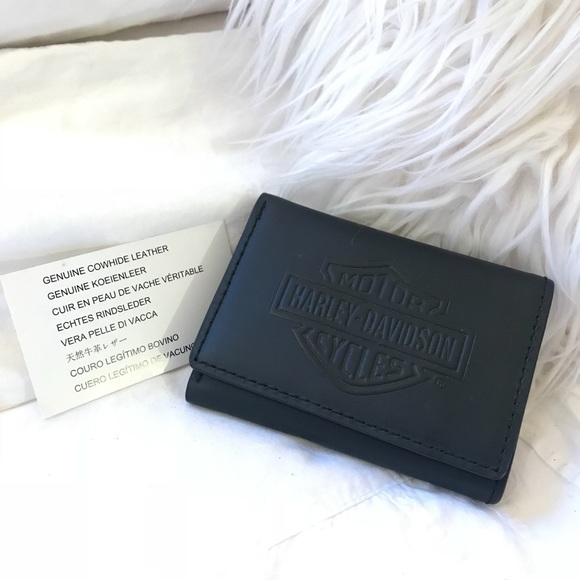 GENUINE COWHIDE LEATHER
GENUINE KOEIENLEER
CUIR EN PEAU DE VACHE VÉRITABLE
ECHTES RINDSLEDER
VERA PELLE DI VACCA
天然牛革レザー
COURO LEGÍTIMO BOVINO
CUERO LEGÍTIMO DE VACUNO
MOTOR
HARLEY-DAVIDSON
CYCLES